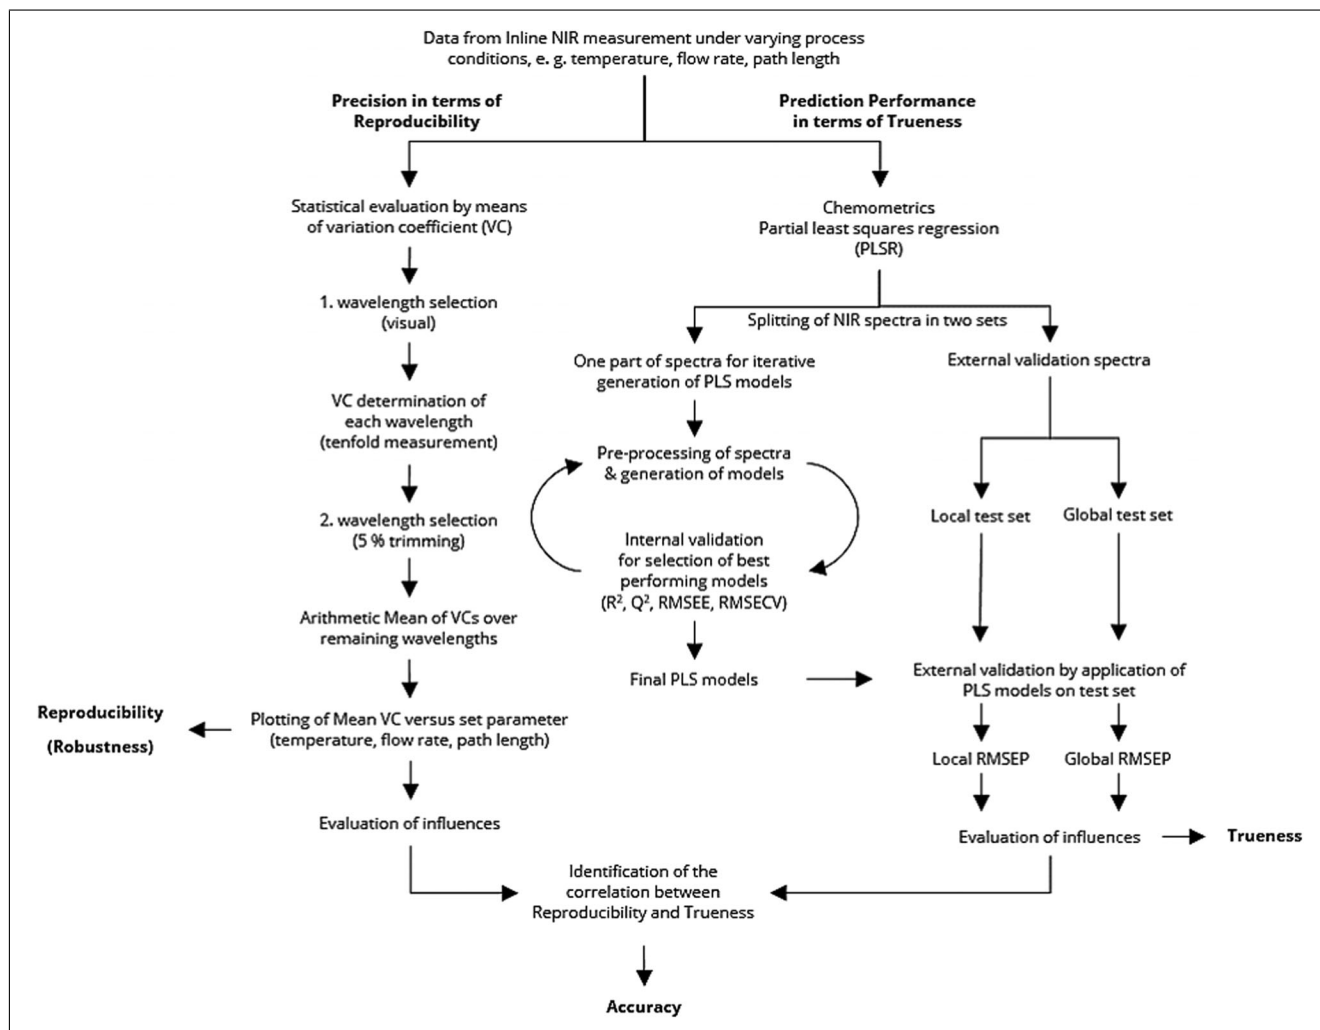 Data from Inline NIR measurement under varying process
conditions, e. g. temperature, flow rate, path length
Precision in terms of
Reproducibility
Prediction Performance
in terms of Trueness
Statistical evaluation by means
of variation coefficient (VC)
1. wavelength selection
(visual)
VC determination of
each wavelength
(tenfold measurement)
2. wavelength selection
(5 % trimming)
Arithmetic Mean of VCs over
remaining wavelengths
Plotting of Mean VC versus set parameter
(temperature, flow rate, path length)
Reproducibility
(Robustness)
Evaluation of influences
Chemometrics
Partial least squares regression
(PLSR)
Splitting of NIR spectra in two sets
One part of spectra for iterative
generation of PLS models
Pre-processing of spectra
& generation of models
Internal validation
for selection of best
performing models
(R², Q², RMSEE, RMSECV)
Final PLS models
External validation spectra
Local test set
Global test set
External validation by application of
PLS models on test set
Local RMSEP
Global RMSEP
Evaluation of influences
Trueness
Identification of the
correlation between
Reproducibility and Trueness
Accuracy